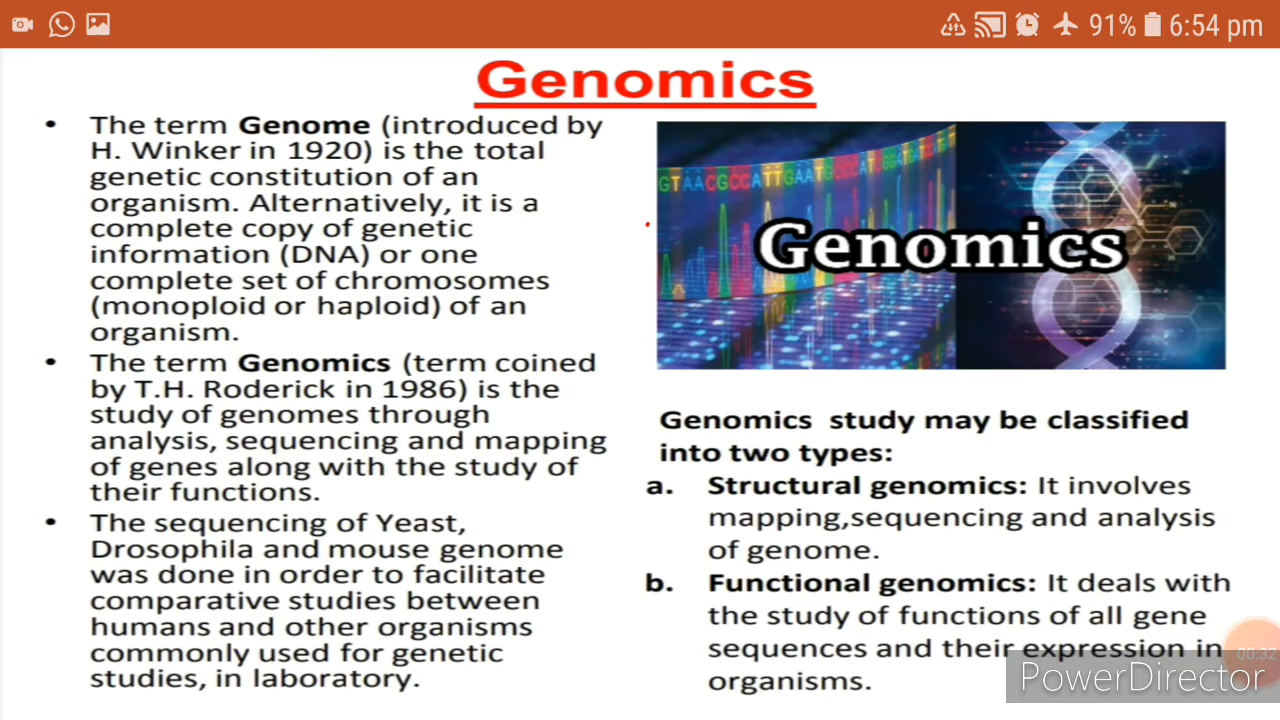 91% 6:54 pm
Genomics
• The term Genome (introduced by
H. Winker in 1920) is the total
genetic constitution of an
organism. Alternatively, it is a
complete copy of genetic
information (DNA) or one
complete set of chromosomes
(monoploid or haploid) of an
organism.
• The term Genomics (term coined
by T.H. Roderick in 1986) is the
study of genomes through
analysis, sequencing and mapping
of genes along with the study of
their functions.
• The sequencing of Yeast,
Drosophila and mouse genome
was done in order to facilitate
comparative studies between
humans and other organisms
commonly used for genetic
studies, in laboratory.
Genomics
Genomics study may be classified
into two types:
a. Structural genomics: It involves
mapping,sequencing and analysis
of genome.
b. Functional genomics: It deals with
the study of functions of all gene
sequences and their expression in
organisms.
00:32
PowerDirector